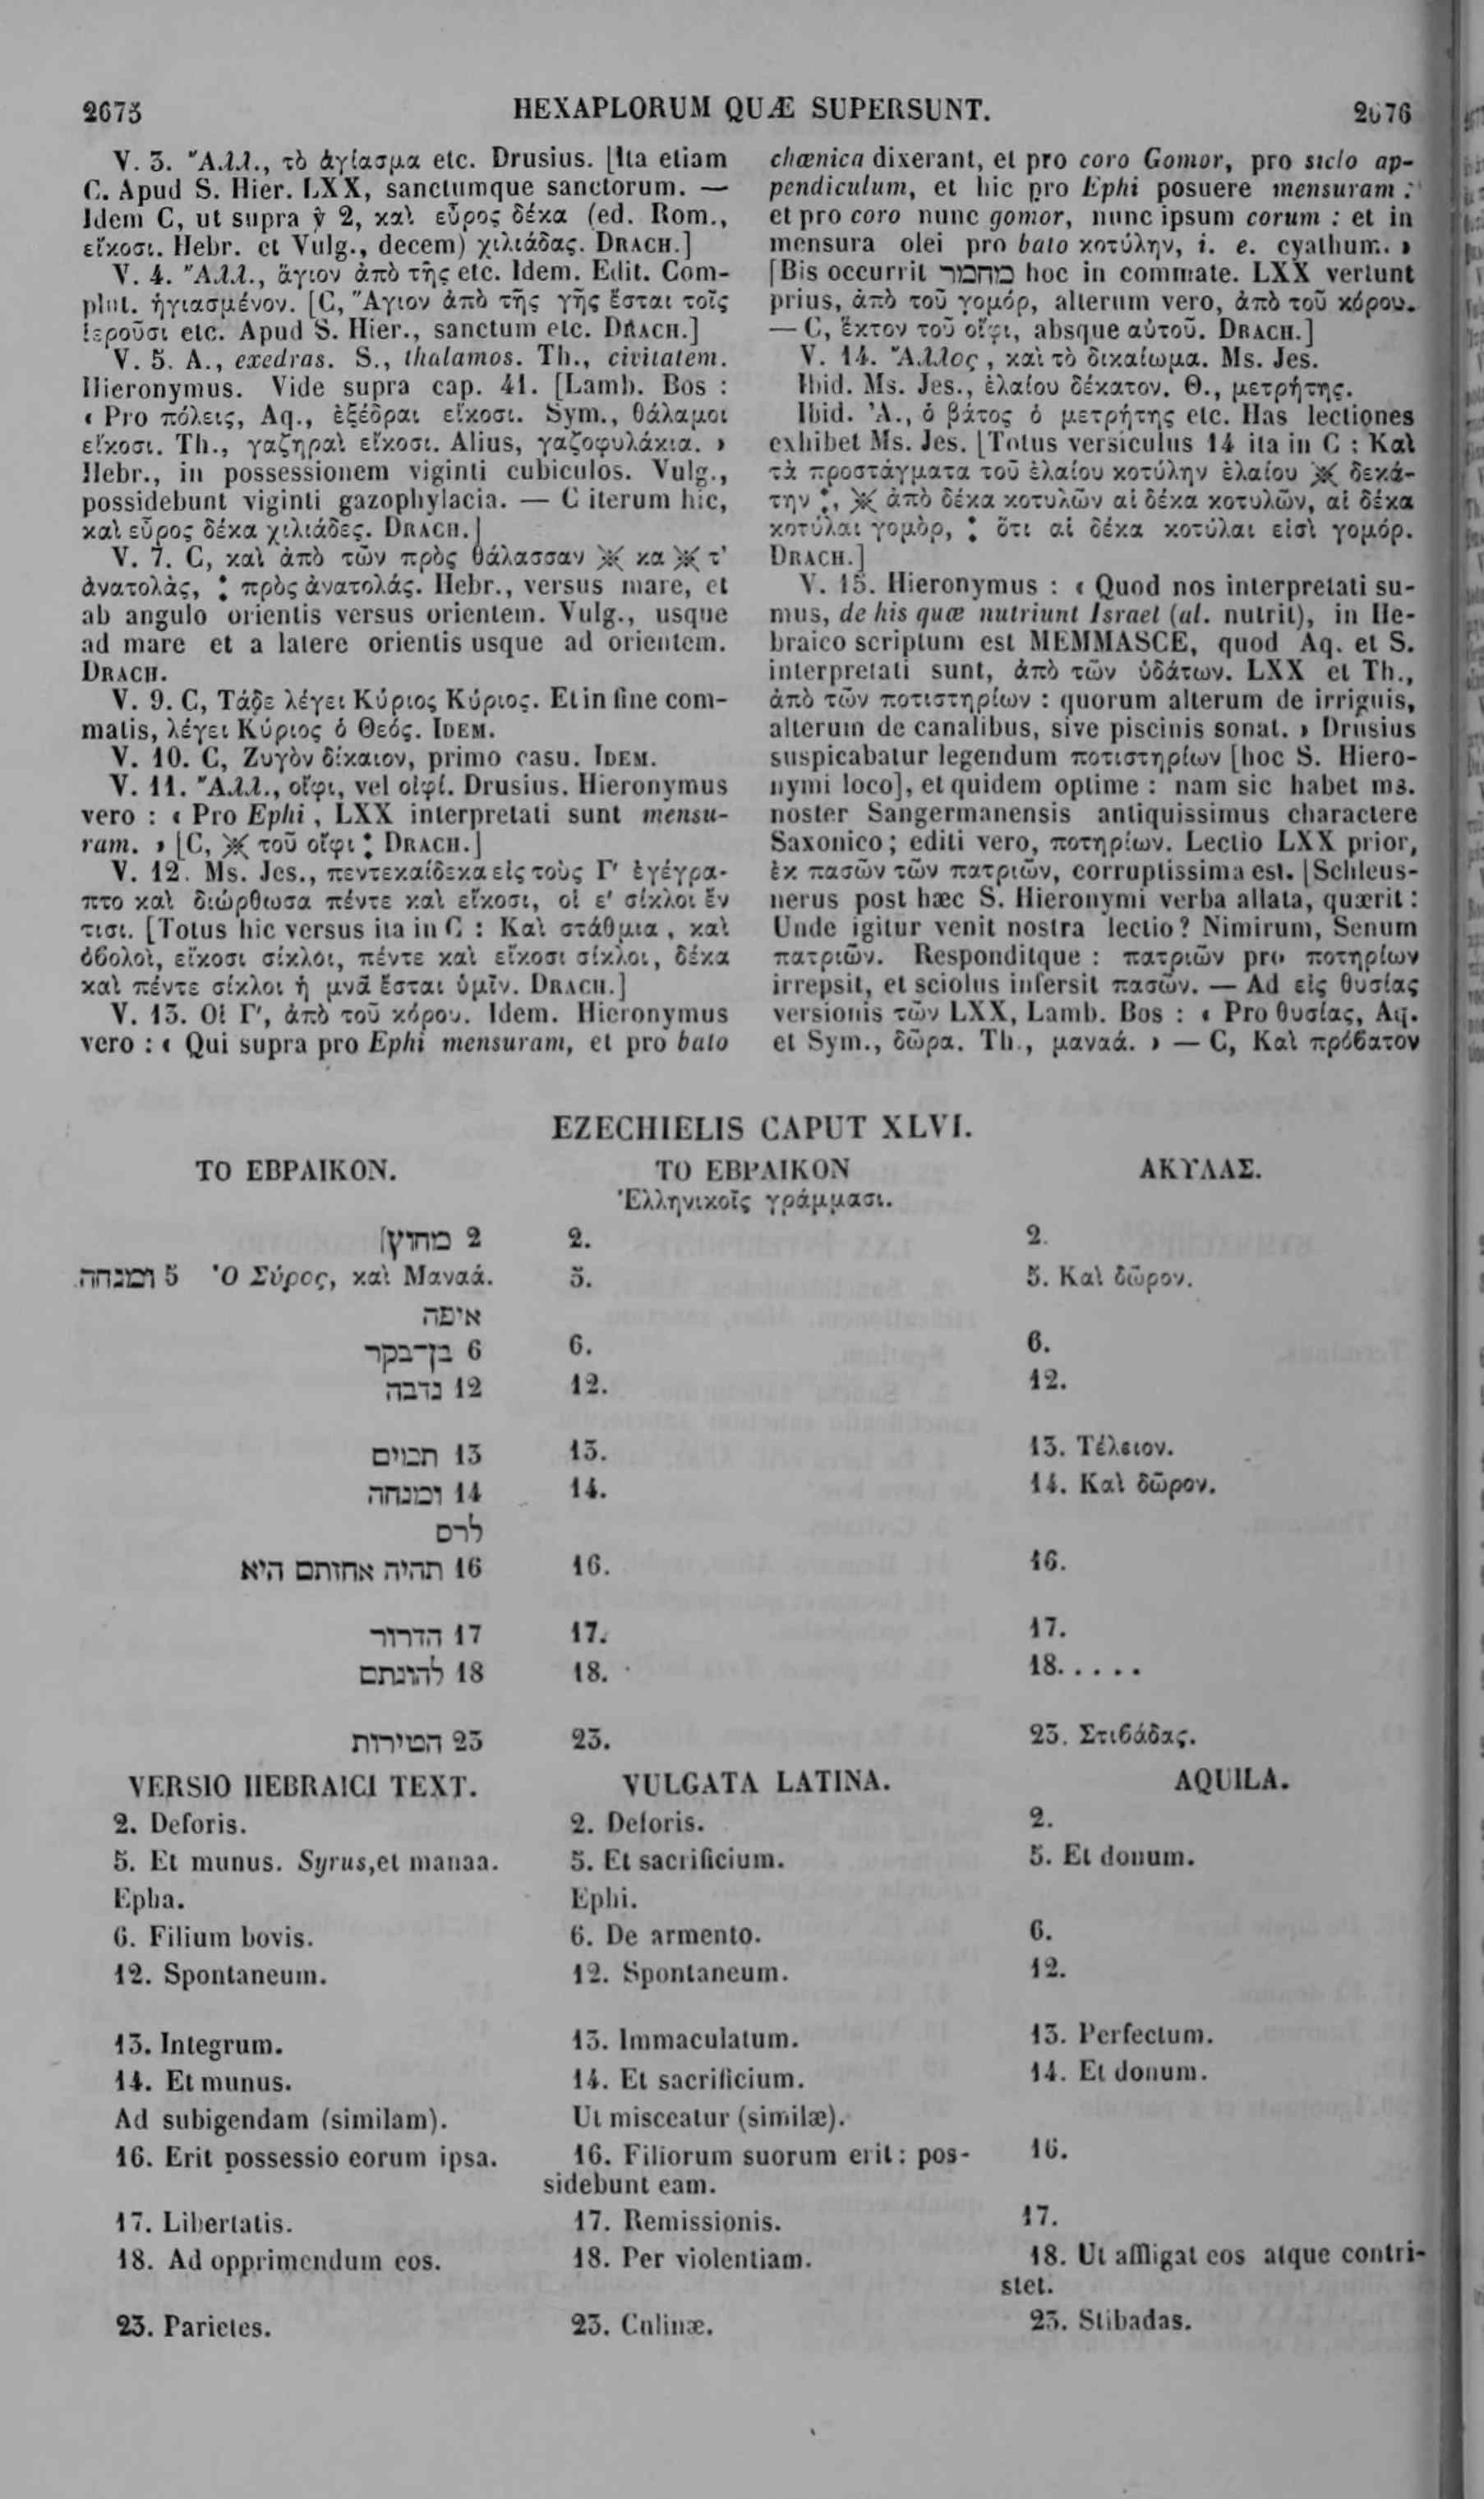 2675 HEXAPLORUM QUÆ SUPERSUNT. 2676
V. 3. Ἄλλ., τὸ ἁγίασμα etc. Drusius. [Ita etiam
C. Apud S. Hier. LXX, sanctumque sanctorum. —
Idem C, ut supra ℣ 2, καὶ εὖρος δέκα (ed. Rom.,
εἴκοσι. Hebr. et Vulg., decem) χιλιάδας. DRACH.]
V. 4. Ἄλλ., ἅγιον ἀπὸ τῆς etc. Idem. Edit. Com-
plut. ἡγιασμένον. [C, Ἅγιον ἀπὸ τῆς γῆς ἔσται τοῖς
ἱεροῦσι etc. Apud S. Hier., sanctum etc. DRACH.]
V. 5. A., exedras. S., thalamos. Th., civitatem.
Hieronymus. Vide supra cap. 41. [Lamb. Bos :
‹ Pro πόλεις, Aq., ἐξέδραι εἴκοσι. Sym., θάλαμοι
εἴκοσι. Th., γαζηραὶ εἴκοσι. Alius, γαζοφυλάκια. ›
Hebr., in possessionem viginti cubiculos. Vulg.,
possidebunt viginti gazophylacia. — C iterum hic,
καὶ εὖρος δέκα χιλιάδες. DRACH.]
V. 7. C, καὶ ἀπὸ τῶν πρὸς θάλασσαν ※ κα ※ τ'
ἀνατολὰς, : πρὸς ἀνατολάς. Hebr., versus mare, et
ab angulo orientis versus orientem. Vulg., usque
ad mare et a latere orientis usque ad orientem.
DRACH.
V. 9. C, Τάδε λέγει Κύριος Κύριος. Et in fine com-
matis, λέγει Κύριος ὁ Θεός. IDEM.
V. 10. C, Ζυγὸν δίκαιον, primo casu. IDEM.
V. 11. Ἄλλ., οἴφι, vel οἰφί. Drusius. Hieronymus
vero : ‹ Pro Ephi, LXX interpretati sunt mensu-
ram. › [C, ※ τοῦ οἴφι : DRACH.]
V. 12. Ms. Jes., πεντεκαίδεκα εἰς τοὺς Γ' ἐγέγρα-
πτο καὶ διώρθωσα πέντε καὶ εἴκοσι, οἱ ε' σίκλοι ἔν
τισι. [Totus hic versus ita in C : Καὶ στάθμια, καὶ
ὀβολοὶ, εἴκοσι σίκλοι, πέντε καὶ εἴκοσι σίκλοι, δέκα
καὶ πέντε σίκλοι ἡ μνᾶ ἔσται ὑμῖν. DRACH.]
V. 13. Οἱ Γ', ἀπὸ τοῦ κόρου. Idem. Hieronymus
vero : ‹ Qui supra pro Ephi mensuram, et pro bato
chœnica dixerant, et pro coro Gomor, pro siclo ap-
pendiculum, et hic pro Ephi posuere mensuram :
et pro coro nunc gomor, nunc ipsum corum : et in
mensura olei pro bato κοτύλην, i. e. cyathum. ›
[Bis occurrit מהחמר hoc in commate. LXX vertunt
prius, ἀπὸ τοῦ γομόρ, alterum vero, ἀπὸ τοῦ κόρου.
— C, ἕκτον τοῦ οἴφι, absque αὐτοῦ. DRACH.]
V. 14. Ἄλλος, καὶ τὸ δικαίωμα. Ms. Jes.
Ibid. Ms. Jes., ἐλαίου δέκατον. Θ., μετρήτης.
Ibid. Ἀ., ὁ βάτος ὁ μετρήτης etc. Has lectiones
exhibet Ms. Jes. [Totus versiculus 14 ita in C : Καὶ
τὰ προστάγματα τοῦ ἐλαίου κοτύλην ἐλαίου ※ δεκά-
την :, ※ ἀπὸ δέκα κοτυλῶν αἱ δέκα κοτυλῶν, αἱ δέκα
κοτύλαι γομὸρ, : ὅτι αἱ δέκα κοτύλαι εἰσὶ γομόρ.
DRACH.]
V. 15. Hieronymus : ‹ Quod nos interpretati su-
mus, de his quæ nutriunt Israel (al. nutrit), in He-
braico scriptum est MEMMASCE, quod Aq. et S.
interpretati sunt, ἀπὸ τῶν ὑδάτων. LXX et Th.,
ἀπὸ τῶν ποτιστηρίων : quorum alterum de irriguis,
alterum de canalibus, sive piscinis sonat. › Drusius
suspicabatur legendum ποτιστηρίων [hoc S. Hiero-
nymi loco], et quidem optime : nam sic habet ms.
noster Sangermanensis antiquissimus charactere
Saxonico; editi vero, ποτηρίων. Lectio LXX prior,
ἐκ πασῶν τῶν πατριῶν, corruptissima est. [Schleus-
nerus post hæc S. Hieronymi verba allata, quærit :
Unde igitur venit nostra lectio? Nimirum, Senum
πατριῶν. Responditque : πατριῶν pro ποτηρίων
irrepsit, et sciolus infersit πασῶν. — Ad εἰς θυσίας
versionis τῶν LXX, Lamb. Bos : ‹ Pro θυσίας, Aq.
et Sym., δῶρα. Th., μαναά. › — C, Καὶ πρόβατον
EZECHIELIS CAPUT XLVI.
ΤΟ ΕΒΡΑΙΚΟΝ. ΤΟ ΕΒΡΑΙΚΟΝ ΑΚΥΛΑΣ.
Ἑλληνικοῖς γράμμασι.
2 מחוץ] 2. 2.
5 ומנחה Ὁ Σύρος, καὶ Μαναά. 5. 5. Καὶ δῶρον.
איפה
6 בן־בקר 6. 6.
12 נדבה 12. 12.
13 תמים 13. 13. Τέλειον.
14 ומנחה 14. 14. Καὶ δῶρον.
לרס
16 תהיה אחזתם היא 16. 16.
17 הדרור 17. 17.
18 להונתם 18. 18.....
23 הטירות 23. 23. Στιβάδας.
VERSIO HEBRAICI TEXT. VULGATA LATINA. AQUILA.
2. Deforis. 2. Deforis. 2.
5. Et munus. Syrus, et manaa. 5. Et sacrificium. 5. Et donum.
Epha. Ephi.
6. Filium bovis. 6. De armento. 6.
12. Spontaneum. 12. Spontaneum. 12.
13. Integrum. 13. Immaculatum. 13. Perfectum.
14. Et munus. 14. Et sacrificium. 14. Et donum.
Ad subigendam (similam). Ut misceatur (similæ).
16. Erit possessio eorum ipsa. 16. Filiorum suorum erit : pos- 16.
sidebunt eam.
17. Libertatis. 17. Remissionis. 17.
18. Ad opprimendum eos. 18. Per violentiam. 18. Ut affligat eos atque contri-
stet.
23. Parietes. 23. Culinæ. 23. Stibadas.